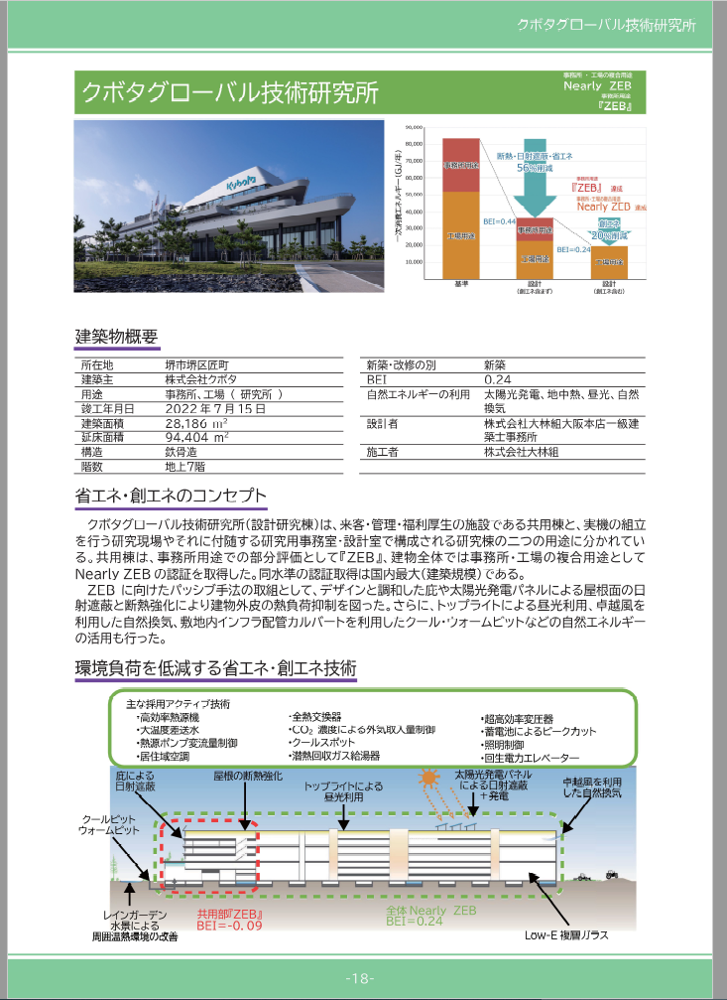 クボタグローバル技術研究所
クボタグローバル技術研究所
事務所・工場の複合用途
Nearly ZEB
事務所用途
『ZEB』
Kubota
一次消費エネルギー(GJ/年)
90,000
80,000
70,000
60,000
50,000
40,000
30,000
20,000
10,000
事務所用途
工場用途
断熱・日射遮蔽・省エネ
56%削減
BEI=0.44
事務所用途
工場用途
事務所用途
『ZEB』 達成
事務所・工場の複合用途
Nearly ZEB 達成
創エネ
20%削減
BEI=0.24
工場用途
基準
設計
(創エネ含まず)
設計
(創エネ含む)
建築物概要
所在地 堺市堺区匠町
建築主 株式会社クボタ
用途 事務所、工場（ 研究所 ）
竣工年月日 2022 年 7 月 15 日
建築面積 28,186 ㎡
延床面積 94,404 ㎡
構造 鉄骨造
階数 地上7階
新築・改修の別 新築
BEI 0.24
自然エネルギーの利用 太陽光発電、地中熱、昼光、自然
換気
設計者 株式会社大林組大阪本店一級建
築士事務所
施工者 株式会社大林組
省エネ・創エネのコンセプト
クボタグローバル技術研究所（設計研究棟）は、来客・管理・福利厚生の施設である共用棟と、実機の組立
を行う研究現場やそれに付随する研究用事務室・設計室で構成される研究棟の二つの用途に分かれてい
る。共用棟は、事務所用途での部分評価として『ZEB』、建物全体では事務所・工場の複合用途として
Nearly ZEB の認証を取得した。同水準の認証取得は国内最大（建築規模）である。
ZEB に向けたパッシブ手法の取組として、デザインと調和した庇や太陽光発電パネルによる屋根面の日
射遮蔽と断熱強化により建物外皮の熱負荷抑制を図った。さらに、トップライトによる昼光利用、卓越風を
利用した自然換気、敷地内インフラ配管カルバートを利用したクール・ウォームピットなどの自然エネルギー
の活用も行った。
環境負荷を低減する省エネ・創エネ技術
主な採用アクティブ技術
・高効率熱源機
・大温度差送水
・熱源ポンプ変流量制御
・居住域空調
・全熱交換器
・CO₂ 濃度による外気取入量制御
・クールスポット
・潜熱回収ガス給湯器
・超高効率変圧器
・蓄電池によるピークカット
・照明制御
・回生電力エレベーター
庇による
日射遮蔽
屋根の断熱強化
トップライトによる
昼光利用
太陽光発電パネル
による日射遮蔽
＋発電
卓越風を利用
した自然換気
クールピット
ウォームピット
レインガーデン
水景による
周囲温熱環境の改善
共用部『ZEB』
BEI=-0.09
全体 Nearly ZEB
BEI=0.24
Low-E 複層ガラス
-18-